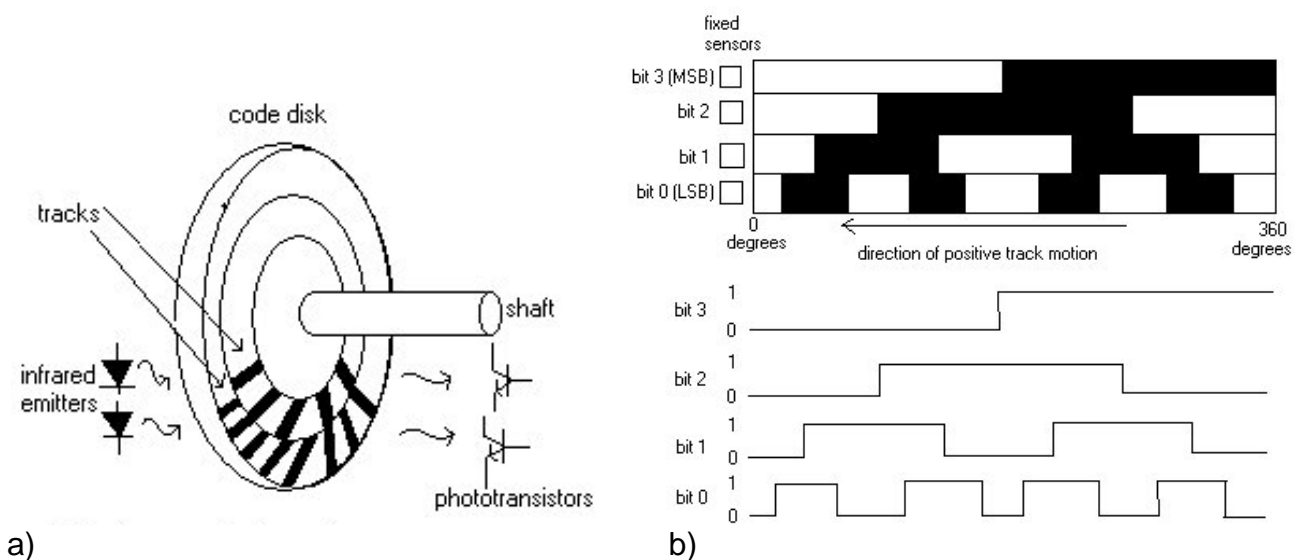 code disk
tracks
shaft
infrared
emitters
phototransistors
a)
fixed
sensors
bit 3 (MSB)
bit 2
bit 1
bit 0 (LSB)
0
degrees
360
degrees
direction of positive track motion
bit 3
1
0
bit 2
1
0
bit 1
1
0
bit 0
1
0
b)